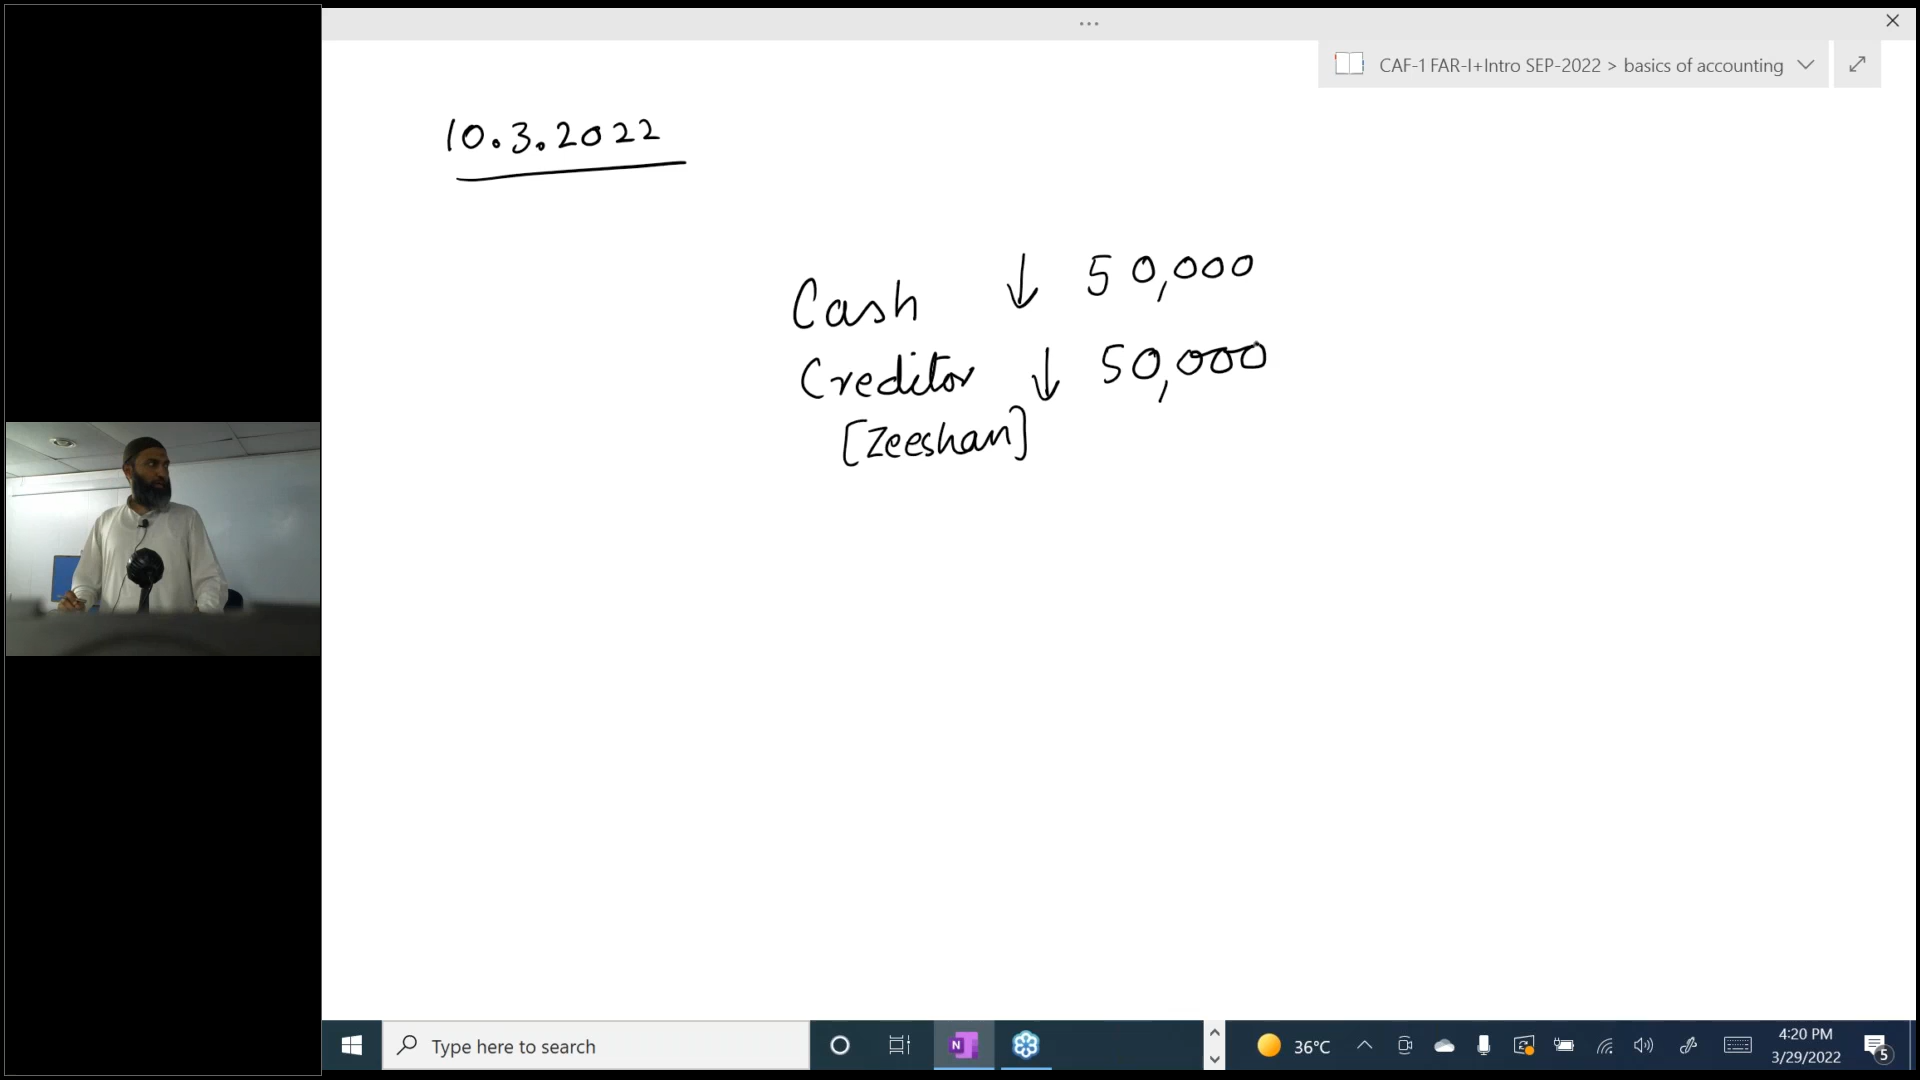 CAF-1 FAR-I+Intro SEP-2022 > basics of accounting
10.3.2022
Cash ↓ 50,000
Creditor ↓ 50,000
[Zeeshan]
Type here to search
N
36°C
4:20 PM
3/29/2022
5